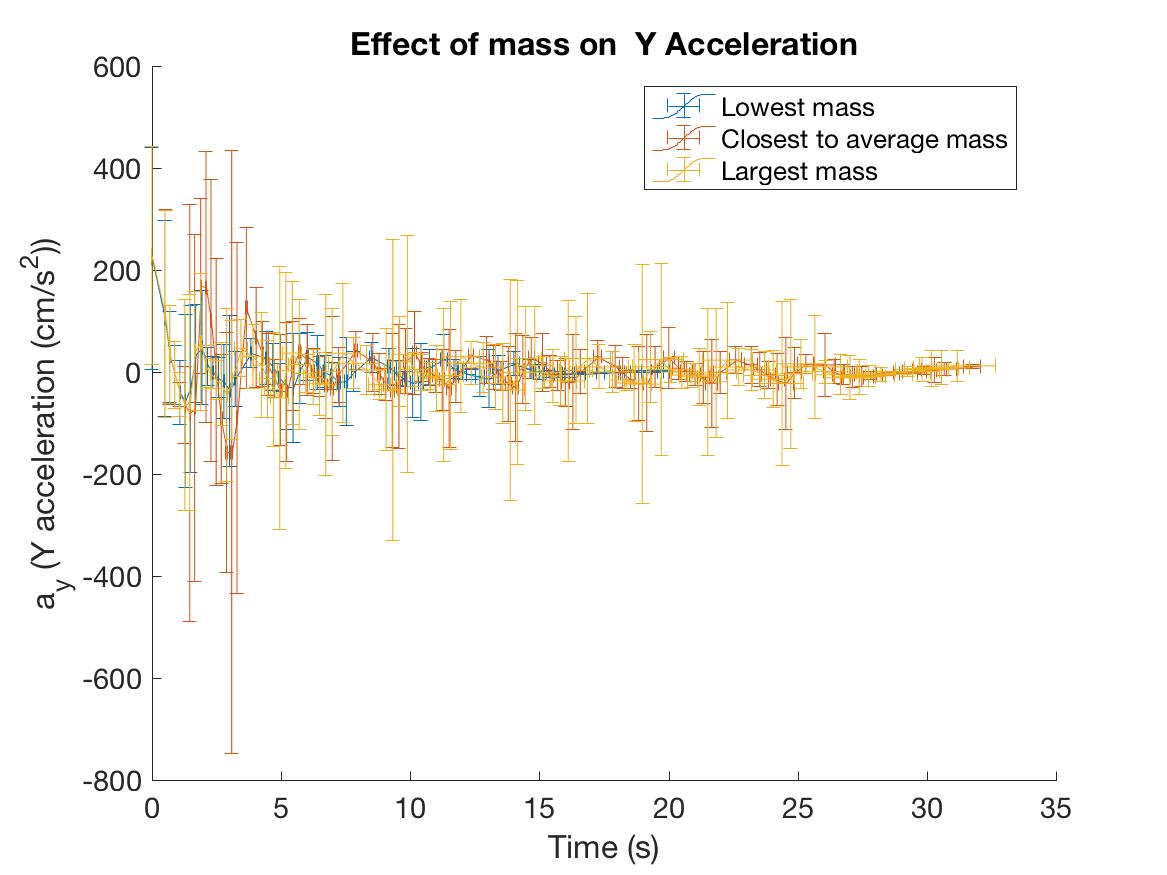 Effect of mass on  Y Acceleration
600
400
200
0
-200
-400
-600
-800
a_y (Y acceleration (cm/s^2))
Lowest mass
Closest to average mass
Largest mass
0 5 10 15 20 25 30 35
Time (s)